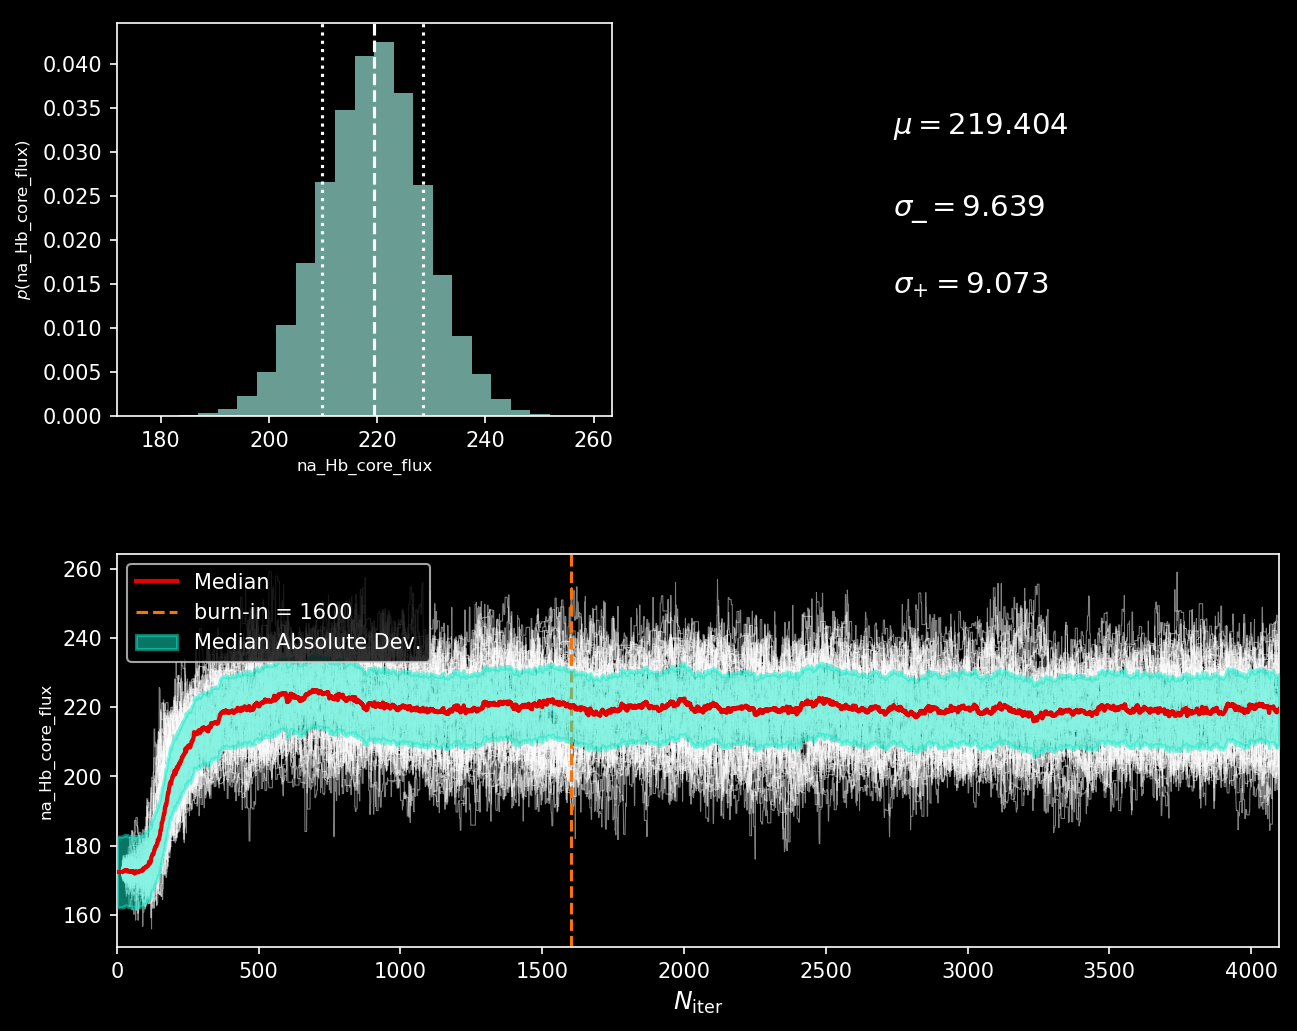 0.040
0.035
0.030
0.025
0.020
0.015
0.010
0.005
0.000
p(na_Hb_core_flux)
180 200 220 240 260
na_Hb_core_flux
μ = 219.404
σ_ = 9.639
σ+ = 9.073
260
240
220
200
180
160
na_Hb_core_flux
Median
burn-in = 1600
Median Absolute Dev.
0 500 1000 1500 2000 2500 3000 3500 4000
Niter